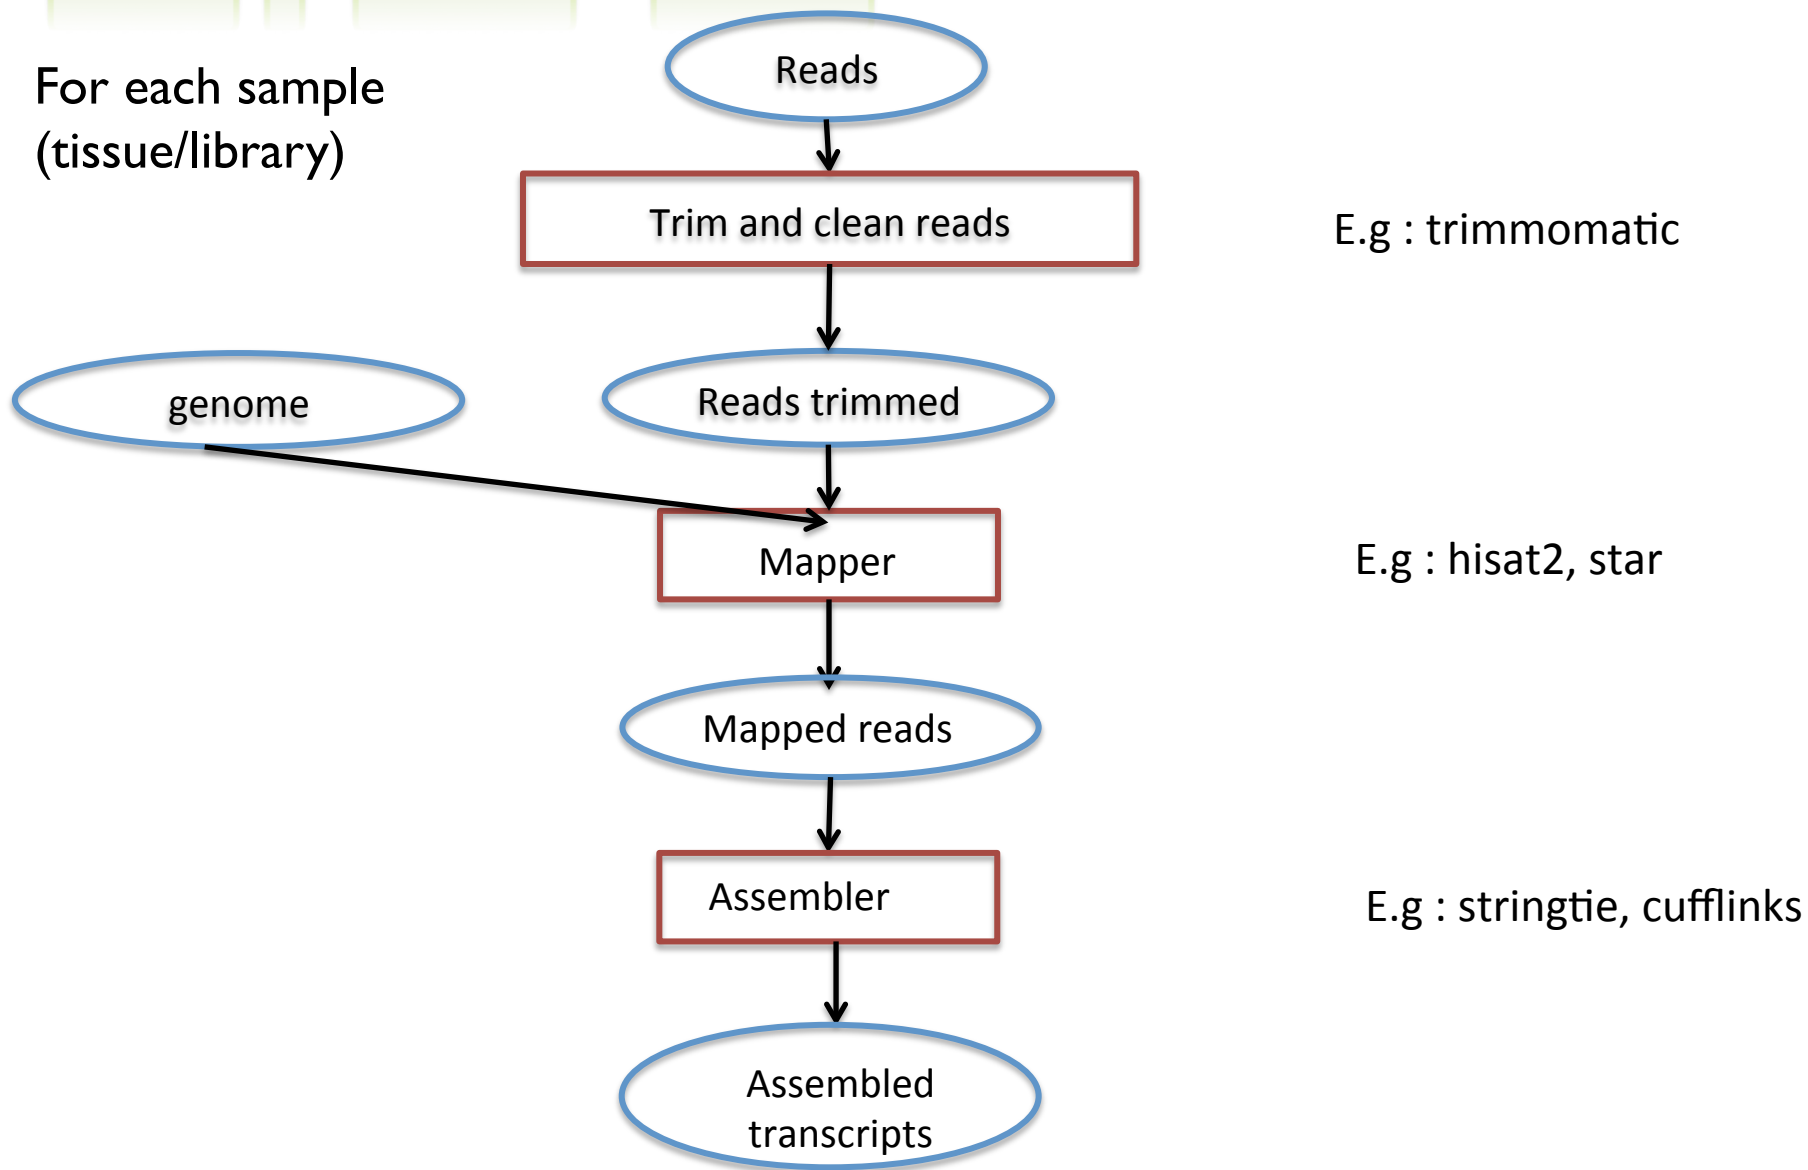 For each sample
(tissue/library)
Reads
Trim and clean reads
E.g : trimmomatic
genome
Reads trimmed
Mapper
E.g : hisat2, star
Mapped reads
Assembler
E.g : stringtie, cufflinks
Assembled
transcripts